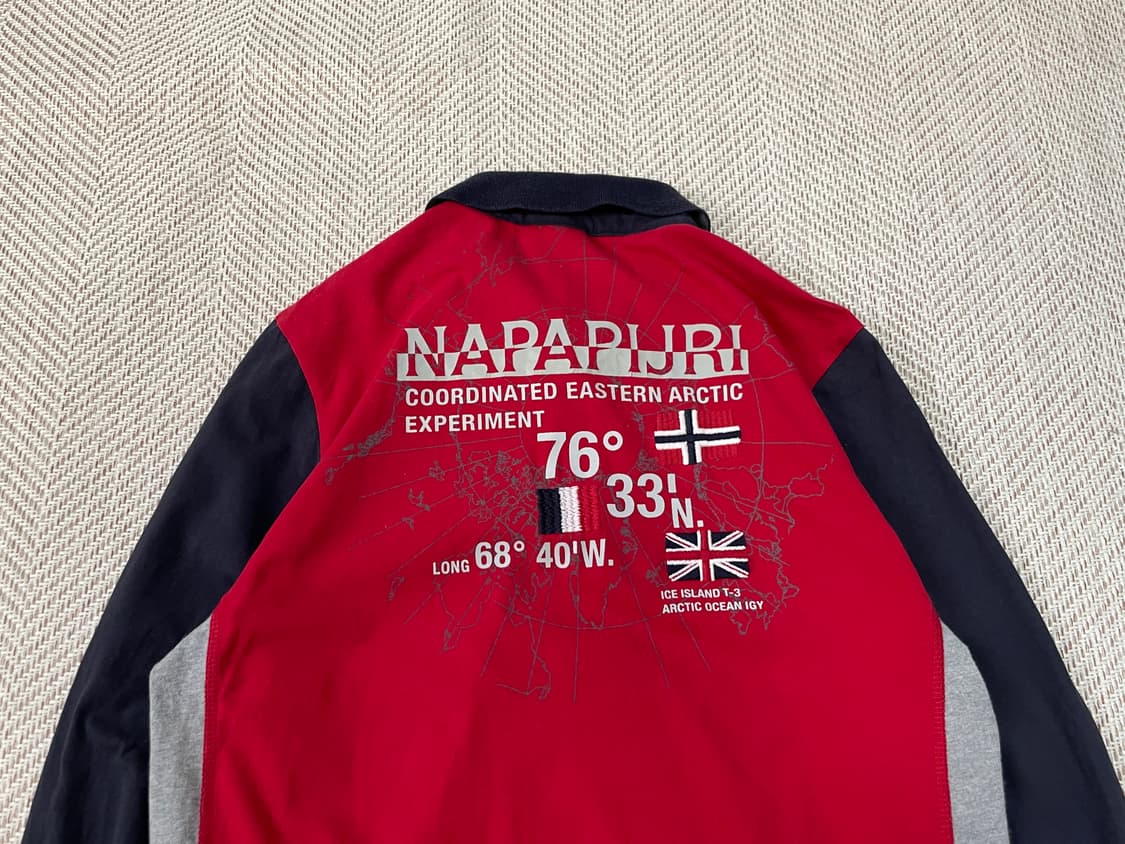 NAPAPIJRI
COORDINATED EASTERN ARCTIC
EXPERIMENT
76°
33'N.
LONG 68° 40'W.
ICE ISLAND T-3
ARCTIC OCEAN IGY